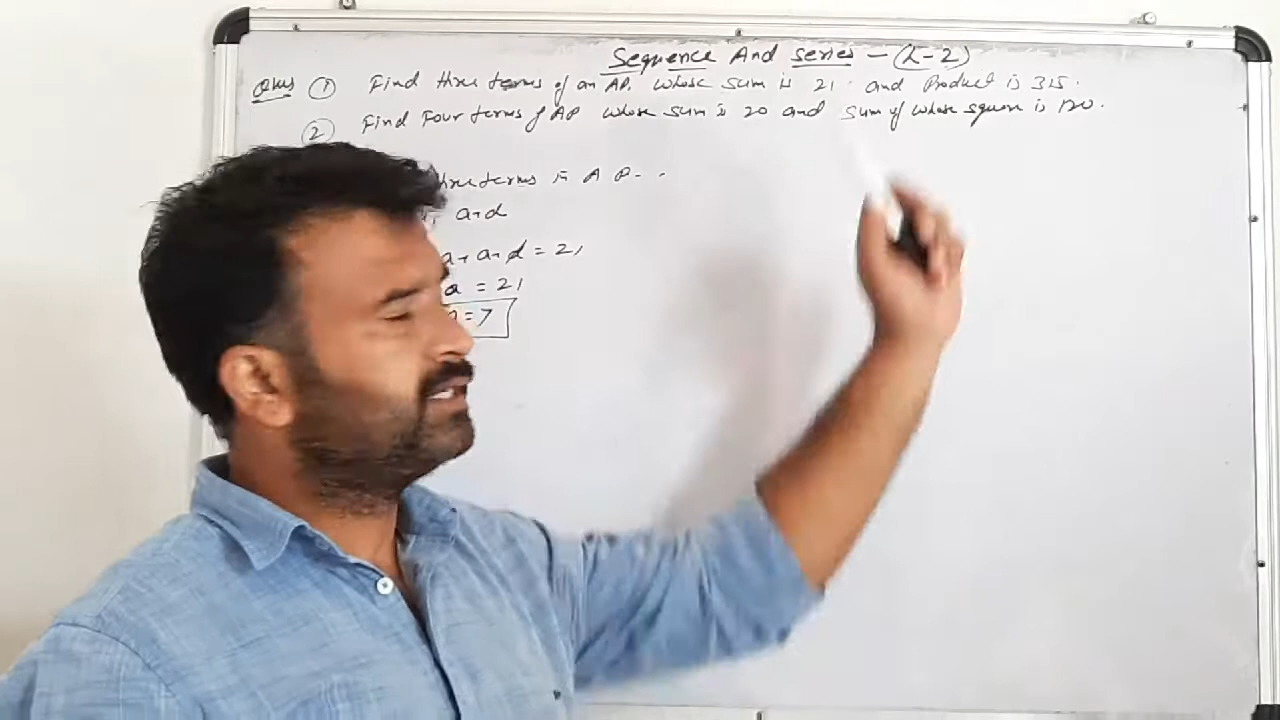 Sequence And series - (L-2)
Ques ① Find three terms of an AP. whose sum is 21. and Product is 315.
② Find Four terms of AP whose sum is 20 and sum of whose square is 120.
three terms in A P.
a+d
a+ a+d = 21
a = 21
= 7